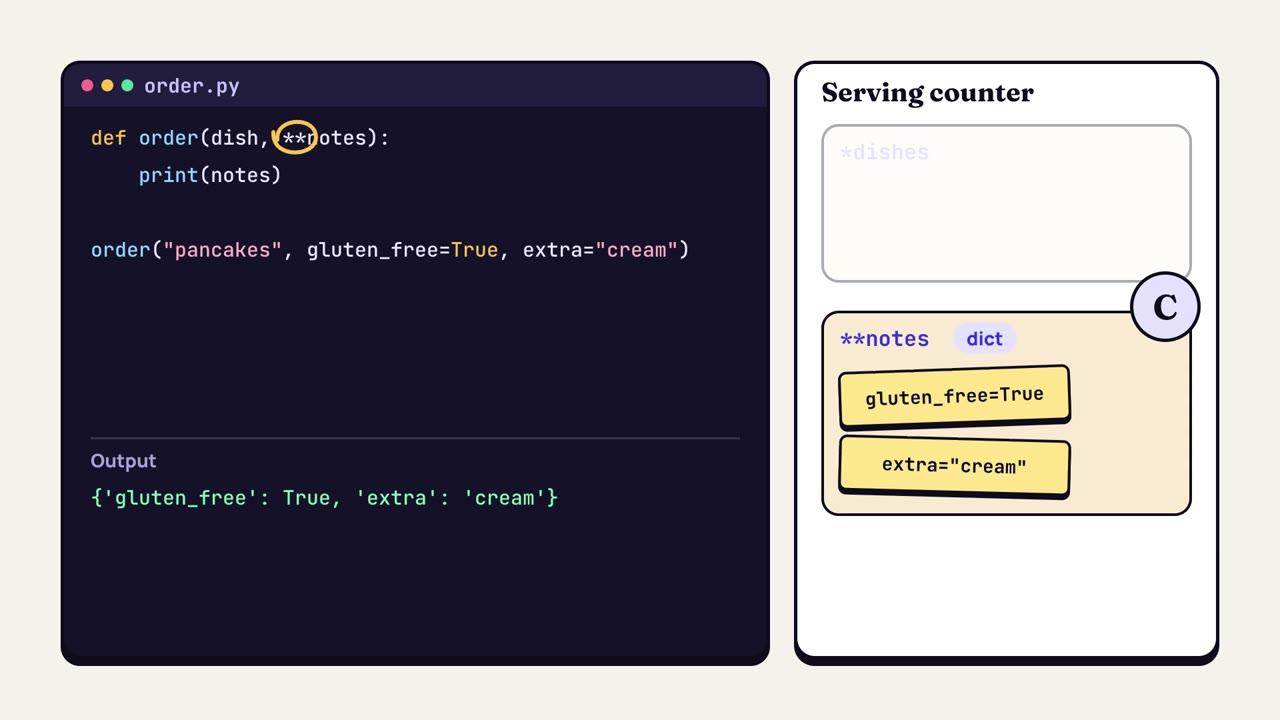 order.py
def order(dish, **notes):
    print(notes)
order("pancakes", gluten_free=True, extra="cream")
Output
{'gluten_free': True, 'extra': 'cream'}
Serving counter
*dishes
C
**notes dict
gluten_free=True
extra="cream"